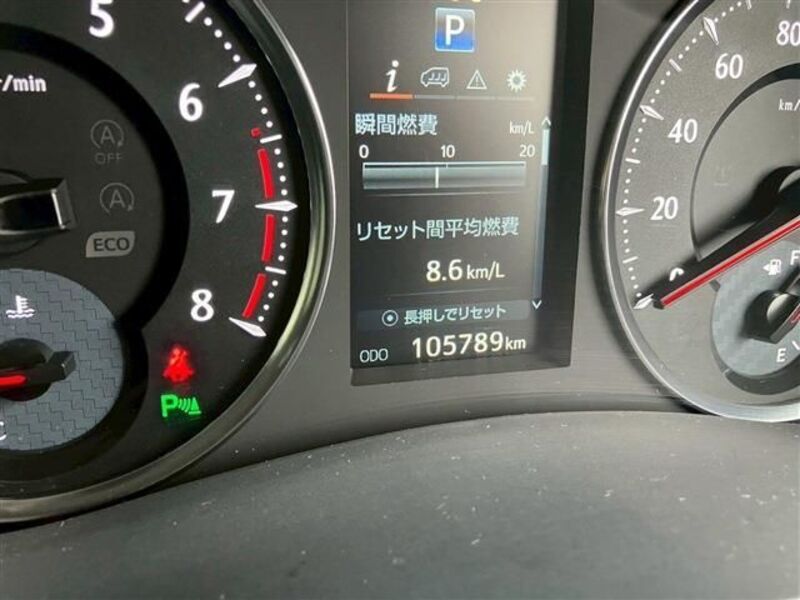 5
6
7
8
r/min
A
OFF
A
ECO
P
P
i
瞬間燃費 km/L
0 10 20
リセット間平均燃費
8.6 km/L
長押しでリセット
ODO 105789 km
20
40
60
80
km/
F
E